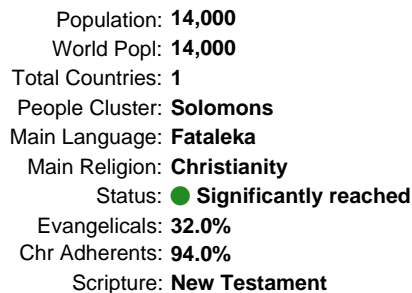 Population: 14,000
World Popl: 14,000
Total Countries: 1
People Cluster: Solomons
Main Language: Fataleka
Main Religion: Christianity
Status: Significantly reached
Evangelicals: 32.0%
Chr Adherents: 94.0%
Scripture: New Testament